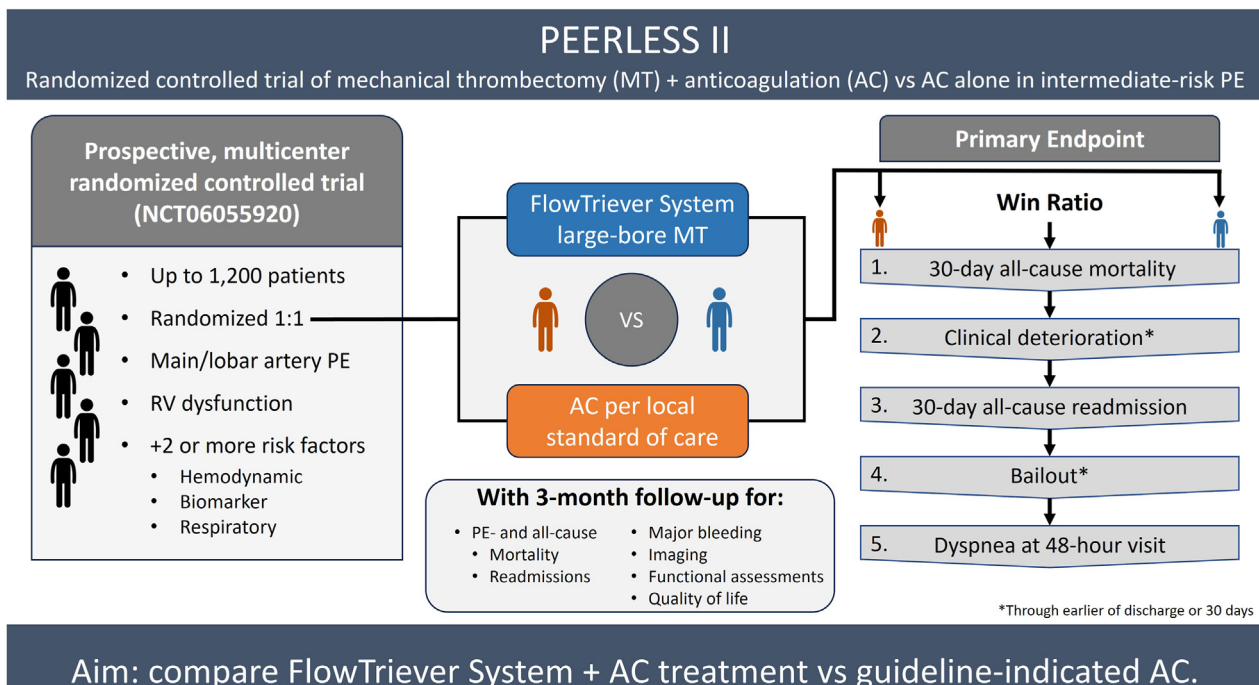 PEERLESS II
Randomized controlled trial of mechanical thrombectomy (MT) + anticoagulation (AC) vs AC alone in intermediate-risk PE
Prospective, multicenter
randomized controlled trial
(NCT06055920)
• Up to 1,200 patients
• Randomized 1:1
• Main/lobar artery PE
• RV dysfunction
• +2 or more risk factors
• Hemodynamic
• Biomarker
• Respiratory
FlowTriever System
large-bore MT
VS
AC per local
standard of care
With 3-month follow-up for:
• PE- and all-cause
• Mortality
• Readmissions
• Major bleeding
• Imaging
• Functional assessments
• Quality of life
Primary Endpoint
Win Ratio
1. 30-day all-cause mortality
2. Clinical deterioration*
3. 30-day all-cause readmission
4. Bailout*
5. Dyspnea at 48-hour visit
*Through earlier of discharge or 30 days
Aim: compare FlowTriever System + AC treatment vs guideline-indicated AC.